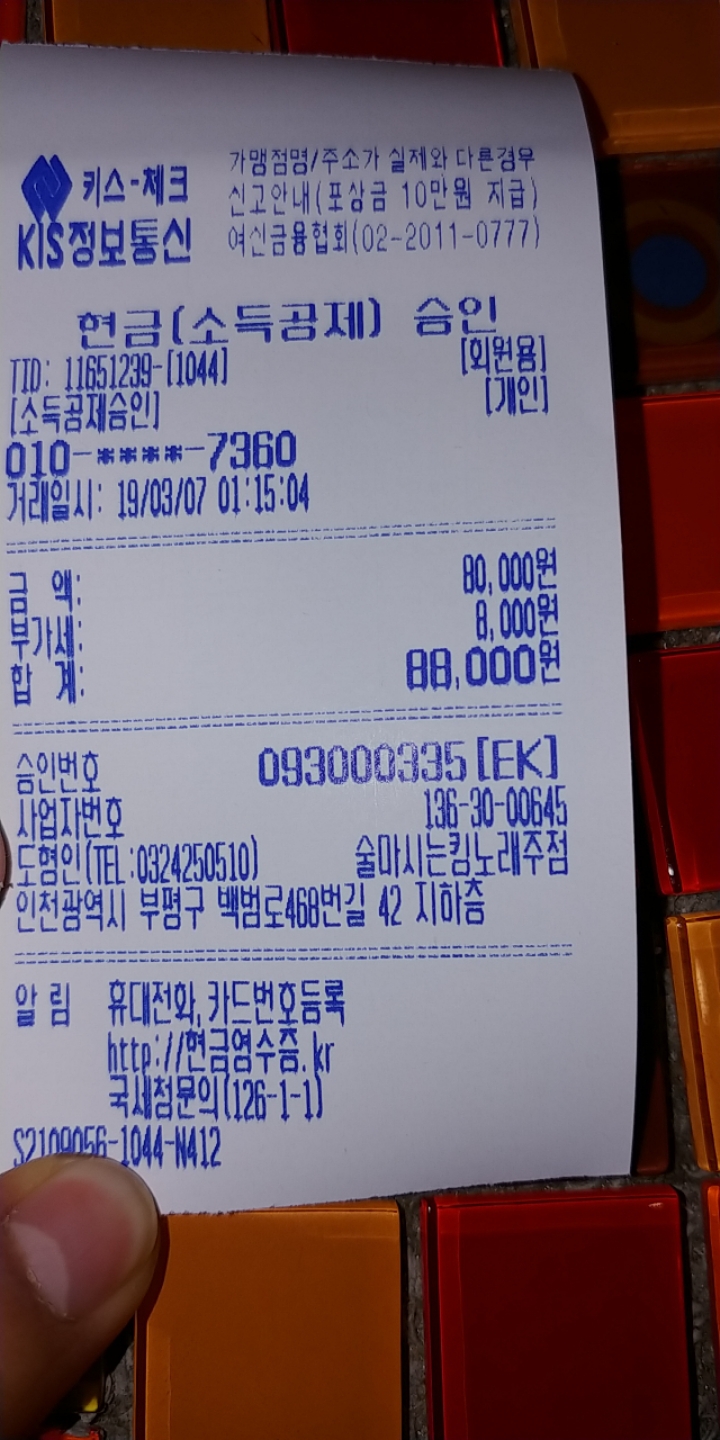 키스-체크
KIS정보통신
가맹점명/주소가 실제와 다른경우
신고안내(포상금 10만원 지급)
여신금융협회(02-2011-0777)
현금(소득공제) 승인
TID: 11651239-[1044] [회원용]
[소득공제승인] [개인]
010-****-7360
거래일시: 19/03/07 01:15:04
금 액: 80,000원
부가세: 8,000원
합 계: 88,000원
승인번호 093000335[EK]
사업자번호 136-30-00645
도형인(TEL:0324250510) 술마시는킹노래주점
인천광역시 부평구 백범로468번길 42 지하층
알 림 휴대전화,카드번호등록
http://현금영수증.kr
국세청문의(126-1-1)
S2109056-1044-N412